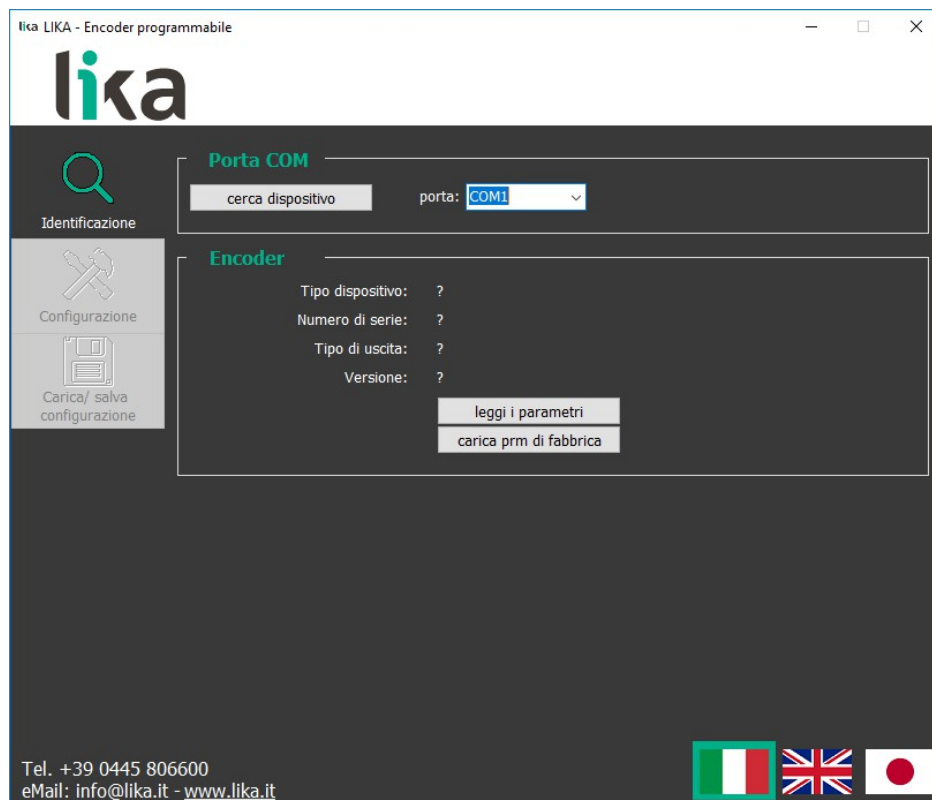 lika LIKA - Encoder programmabile
lika
Identificazione
Configurazione
Carica/ salva
configurazione
Porta COM
cerca dispositivo
porta: COM1
Encoder
Tipo dispositivo: ?
Numero di serie: ?
Tipo di uscita: ?
Versione: ?
leggi i parametri
carica prm di fabbrica
Tel. +39 0445 806600
eMail: info@lika.it - www.lika.it